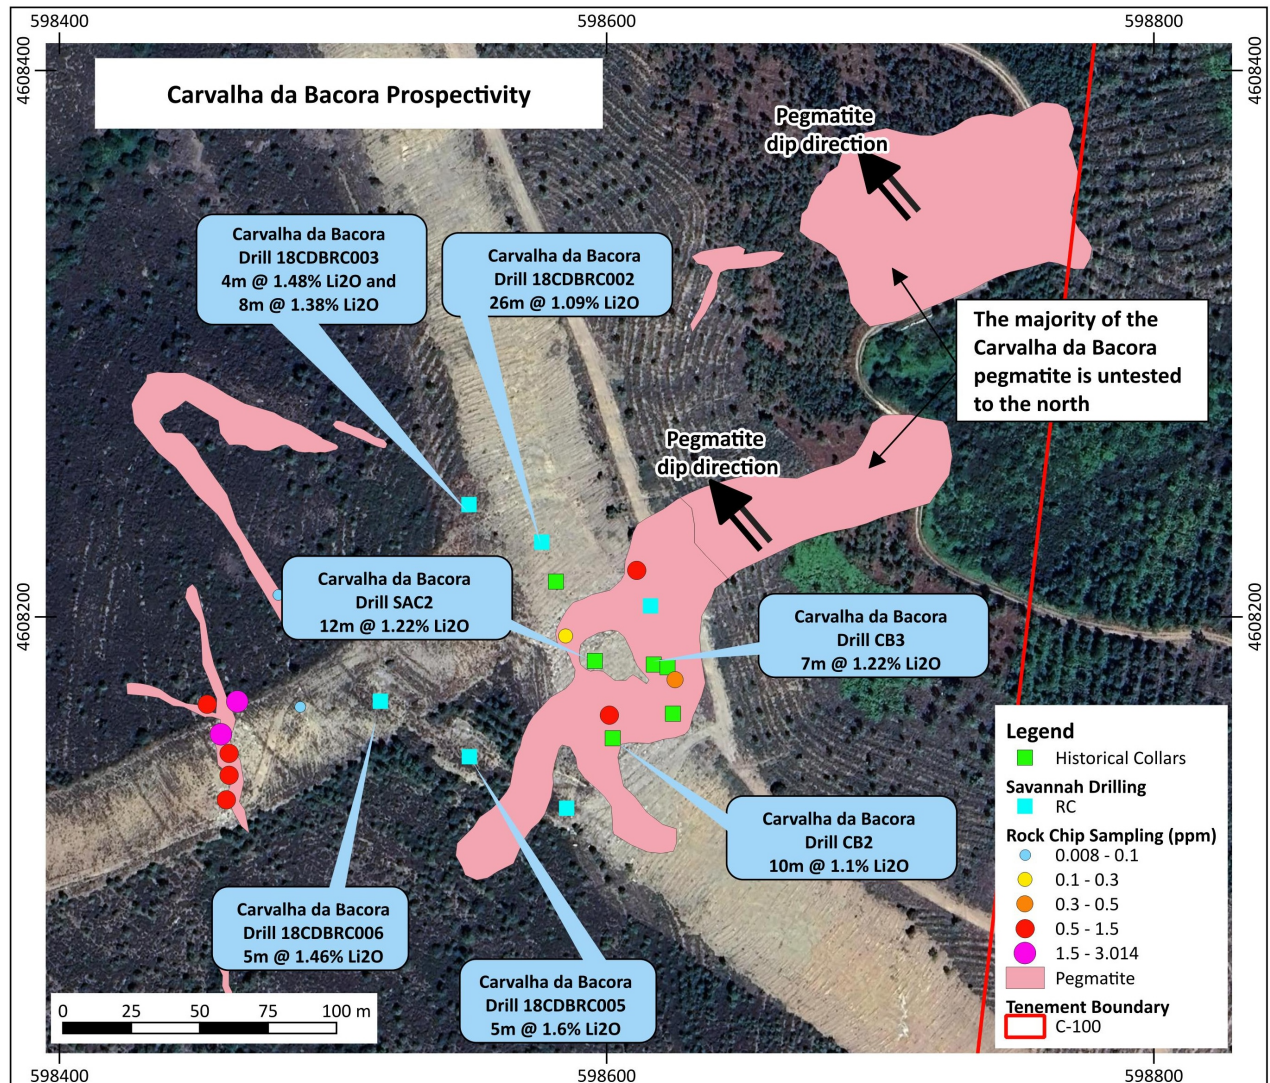 598400
598600
598800
4608400
4608400
Carvalha da Bacora Prospectivity
Pegmatite
dip direction
Carvalha da Bacora
Drill 18CDBRC003
4m @ 1.48% Li2O and
8m @ 1.38% Li2O
Carvalha da Bacora
Drill 18CDBRC002
26m @ 1.09% Li2O
The majority of the
Carvalha da Bacora
pegmatite is untested
to the north
Pegmatite
dip direction
Carvalha da Bacora
Drill SAC2
12m @ 1.22% Li2O
Carvalha da Bacora
Drill CB3
7m @ 1.22% Li2O
4608200
4608200
Carvalha da Bacora
Drill CB2
10m @ 1.1% Li2O
Carvalha da Bacora
Drill 18CDBRC006
5m @ 1.46% Li2O
Carvalha da Bacora
Drill 18CDBRC005
5m @ 1.6% Li2O
Legend
Historical Collars
Savannah Drilling
RC
Rock Chip Sampling (ppm)
0.008 - 0.1
0.1 - 0.3
0.3 - 0.5
0.5 - 1.5
1.5 - 3.014
Pegmatite
Tenement Boundary
C-100
0 25 50 75 100 m
598400
598600
598800